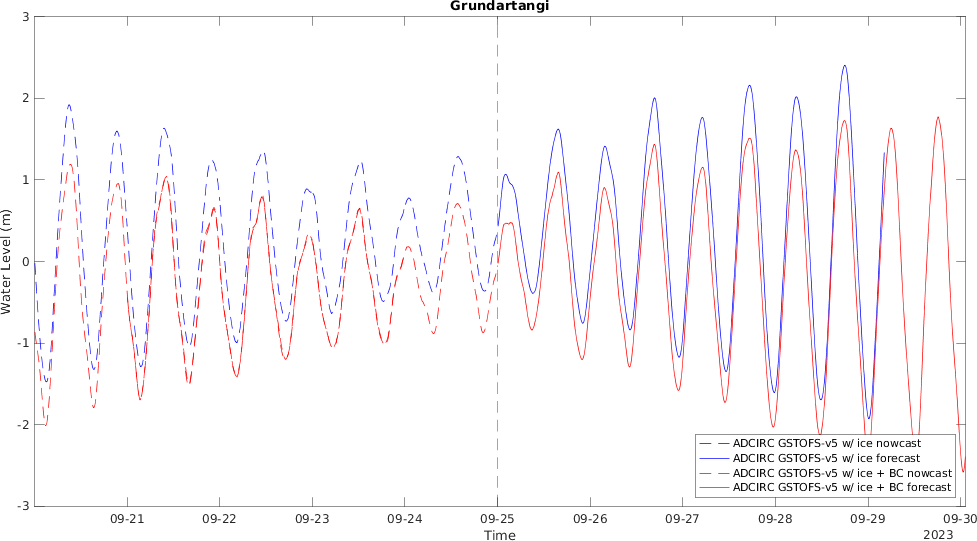 Grundartangi
3
2
1
0
-1
-2
-3
Water Level (m)
09-21 09-22 09-23 09-24 09-25 09-26 09-27 09-28 09-29 09-30
Time
2023
ADCIRC GSTOFS-v5 w/ ice nowcast
ADCIRC GSTOFS-v5 w/ ice forecast
ADCIRC GSTOFS-v5 w/ ice + BC nowcast
ADCIRC GSTOFS-v5 w/ ice + BC forecast